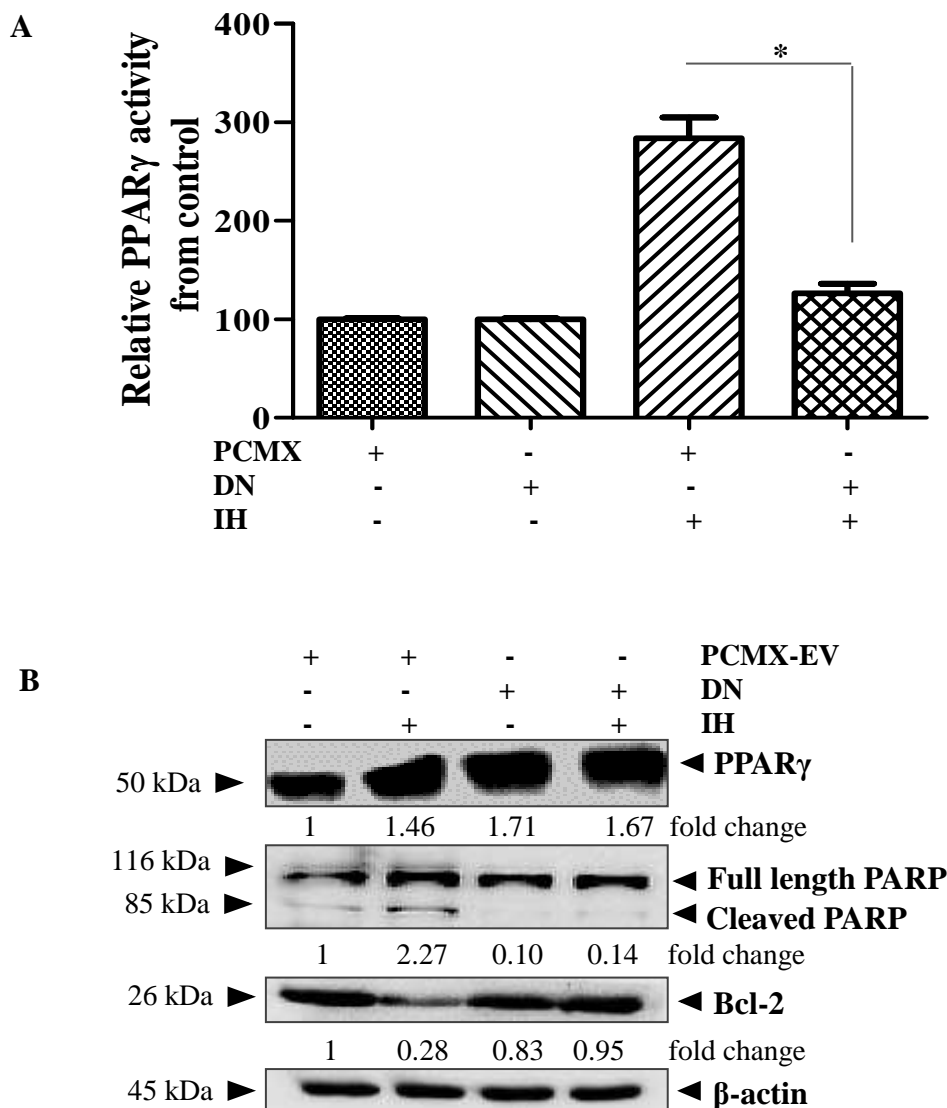 A
Relative PPARγ activity
from control
400
*
300
200
100
0
PCMX + - + -
DN - + - +
IH - - + +
B
+ + - - PCMX-EV
- - + + DN
- + - + IH
50 kDa PPARγ
1 1.46 1.71 1.67 fold change
116 kDa Full length PARP
85 kDa Cleaved PARP
1 2.27 0.10 0.14 fold change
26 kDa Bcl-2
1 0.28 0.83 0.95 fold change
45 kDa β-actin